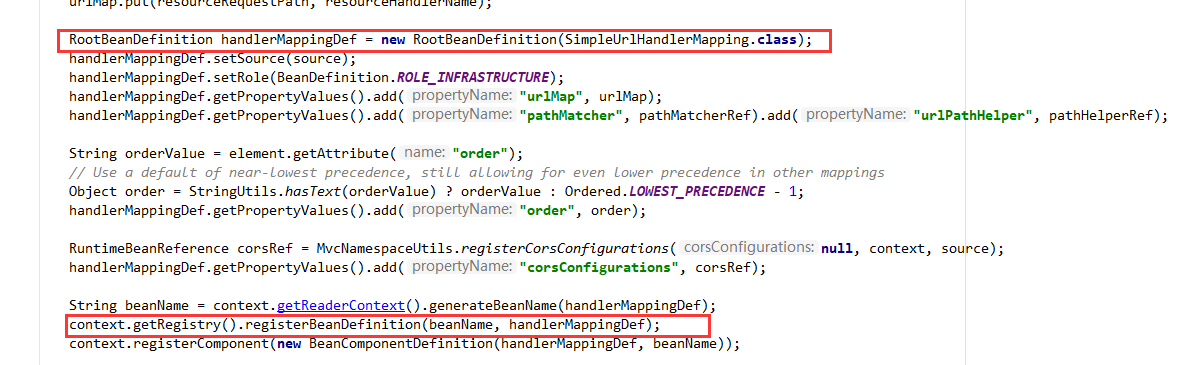 urlMap.put(resourceRequestPath, resourceHandlerName);
RootBeanDefinition handlerMappingDef = new RootBeanDefinition(SimpleUrlHandlerMapping.class);
handlerMappingDef.setSource(source);
handlerMappingDef.setRole(BeanDefinition.ROLE_INFRASTRUCTURE);
handlerMappingDef.getPropertyValues().add( propertyName: "urlMap", urlMap);
handlerMappingDef.getPropertyValues().add( propertyName: "pathMatcher", pathMatcherRef).add( propertyName: "urlPathHelper", pathHelperRef);
String orderValue = element.getAttribute( name: "order");
// Use a default of near-lowest precedence, still allowing for even lower precedence in other mappings
Object order = StringUtils.hasText(orderValue) ? orderValue : Ordered.LOWEST_PRECEDENCE - 1;
handlerMappingDef.getPropertyValues().add( propertyName: "order", order);
RuntimeBeanReference corsRef = MvcNamespaceUtils.registerCorsConfigurations( corsConfigurations: null, context, source);
handlerMappingDef.getPropertyValues().add( propertyName: "corsConfigurations", corsRef);
String beanName = context.getReaderContext().generateBeanName(handlerMappingDef);
context.getRegistry().registerBeanDefinition(beanName, handlerMappingDef);
context.registerComponent(new BeanComponentDefinition(handlerMappingDef, beanName));